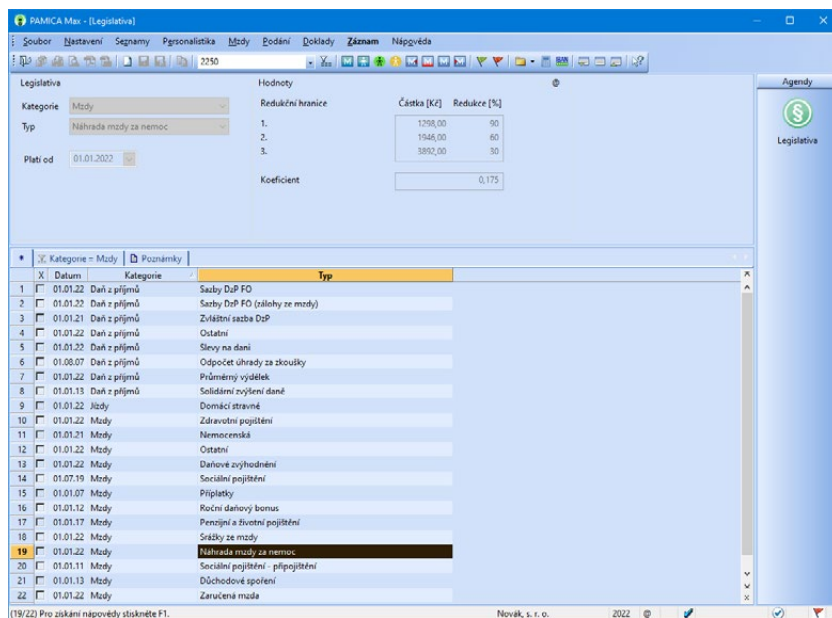 PAMICA Max - [Legislativa]
Soubor Nastavení Seznamy Personalistika Mzdy Podání Doklady Záznam Nápověda
2250
Legislativa
Kategorie Mzdy
Typ Náhrada mzdy za nemoc
Platí od 01.01.2022
Hodnoty @
Redukční hranice Částka [Kč] Redukce [%]
1. 1298,00 90
2. 1946,00 60
3. 3892,00 30
Koeficient 0,175
Agendy
Legislativa
* Kategorie = Mzdy Poznámky
X Datum Kategorie Typ
1 01.01.22 Daň z příjmů Sazby DzP FO
2 01.01.22 Daň z příjmů Sazby DzP FO (zálohy ze mzdy)
3 01.01.21 Daň z příjmů Zvláštní sazba DzP
4 01.01.22 Daň z příjmů Ostatní
5 01.01.22 Daň z příjmů Slevy na dani
6 01.08.07 Daň z příjmů Odpočet úhrady za zkoušky
7 01.01.22 Daň z příjmů Průměrný výdělek
8 01.01.13 Daň z příjmů Solidární zvýšení daně
9 01.01.22 Jízdy Domácí stravné
10 01.01.22 Mzdy Zdravotní pojištění
11 01.01.21 Mzdy Nemocenská
12 01.01.22 Mzdy Ostatní
13 01.01.22 Mzdy Daňové zvýhodnění
14 01.07.19 Mzdy Sociální pojištění
15 01.01.07 Mzdy Příplatky
16 01.01.12 Mzdy Roční daňový bonus
17 01.01.17 Mzdy Penzijní a životní pojištění
18 01.01.22 Mzdy Srážky ze mzdy
19 01.01.22 Mzdy Náhrada mzdy za nemoc
20 01.01.11 Mzdy Sociální pojištění - připojištění
21 01.01.13 Mzdy Důchodové spoření
22 01.01.22 Mzdy Zaručená mzda
(19/22) Pro získání nápovědy stiskněte F1. Novák, s. r. o. 2022 @